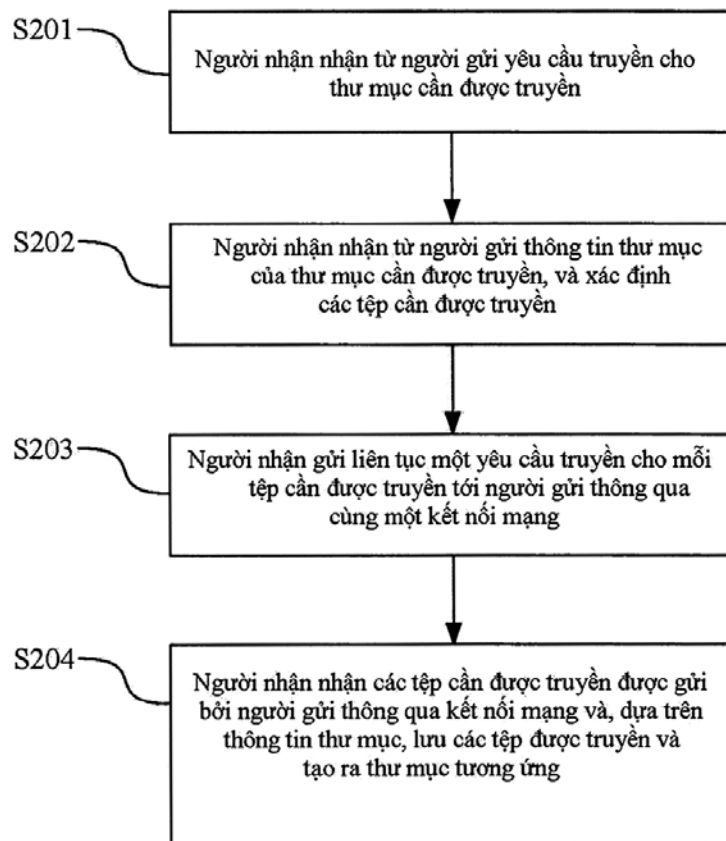 S201
Người nhận nhận từ người gửi yêu cầu truyền cho
thư mục cần được truyền
S202
Người nhận nhận từ người gửi thông tin thư mục
của thư mục cần được truyền, và xác định
các tệp cần được truyền
S203
Người nhận gửi liên tục một yêu cầu truyền cho mỗi
tệp cần được truyền tới người gửi thông qua
cùng một kết nối mạng
S204
Người nhận nhận các tệp cần được truyền được gửi
bởi người gửi thông qua kết nối mạng và, dựa trên
thông tin thư mục, lưu các tệp được truyền và
tạo ra thư mục tương ứng